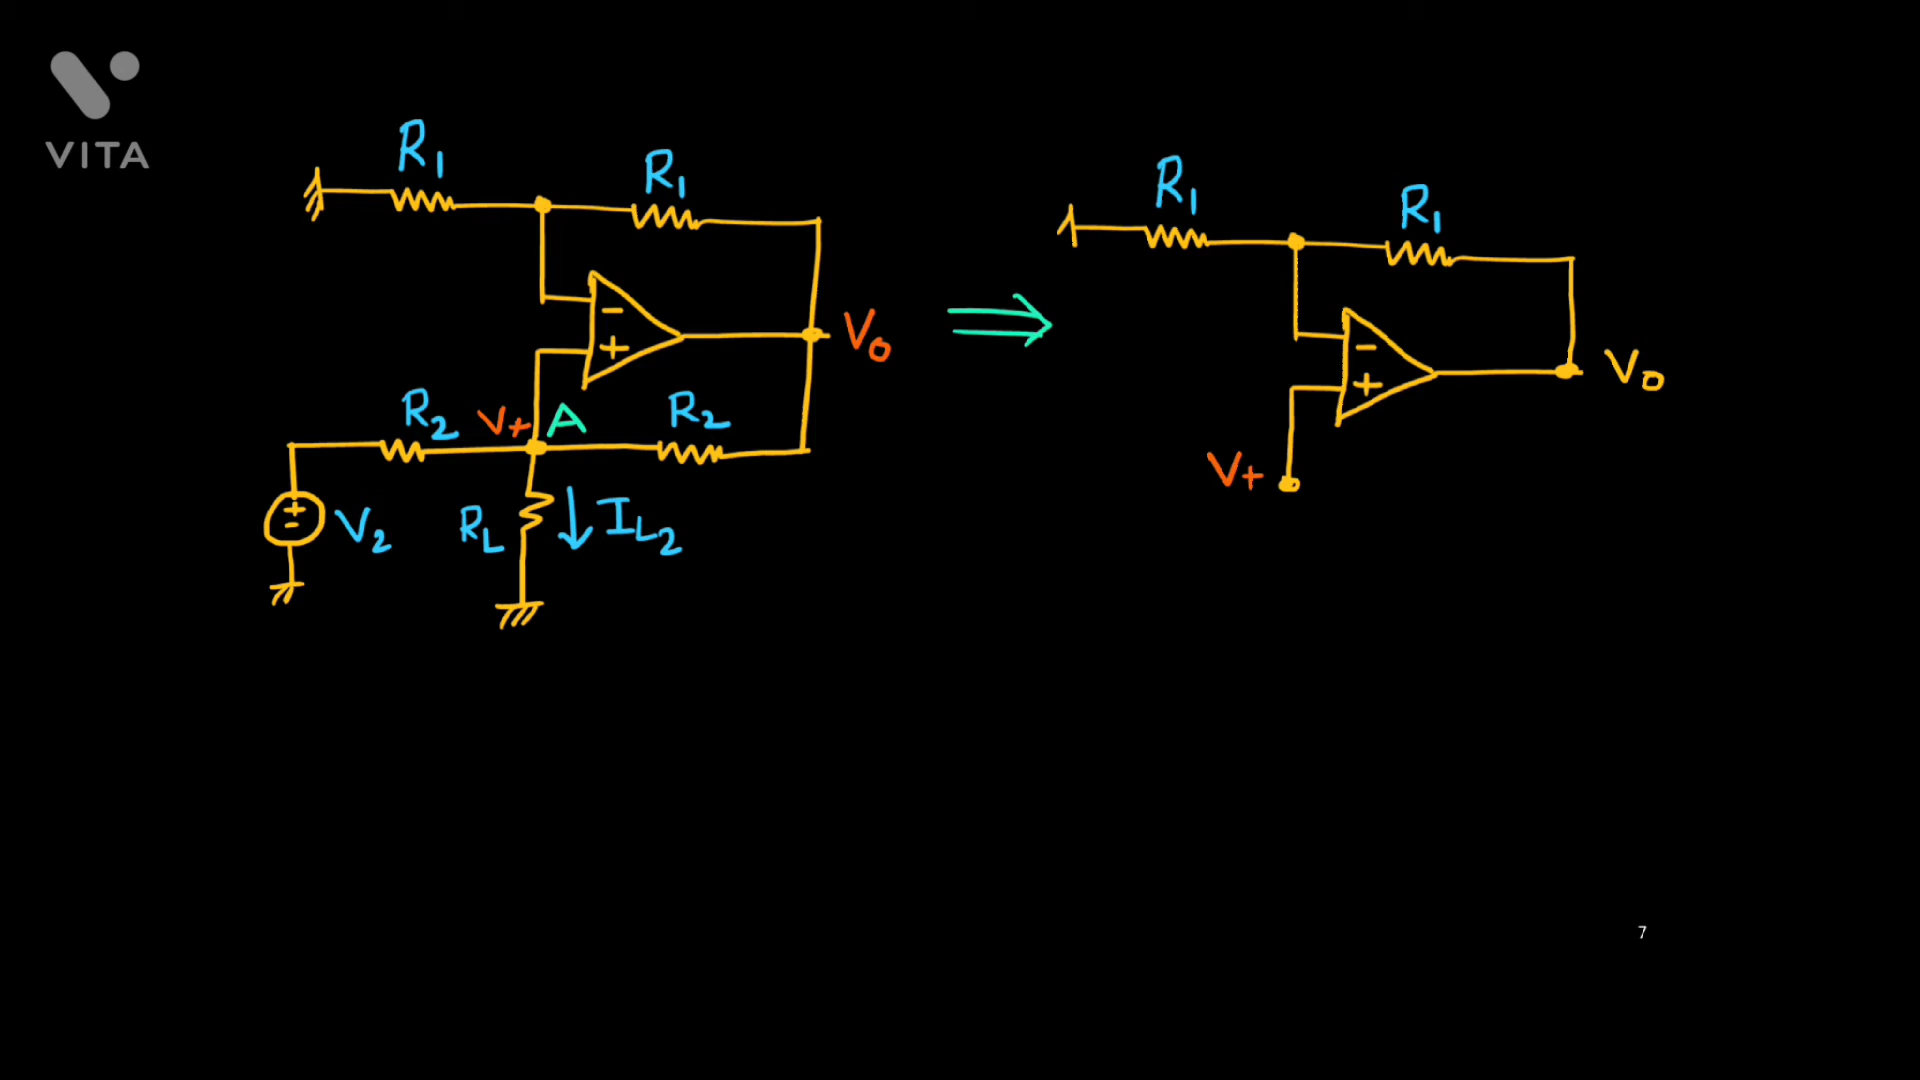 VITA
R1
R1
-
+
Vo
R2
V+
A
R2
+
-
V2
RL
IL2
R1
R1
-
+
Vo
V+
7